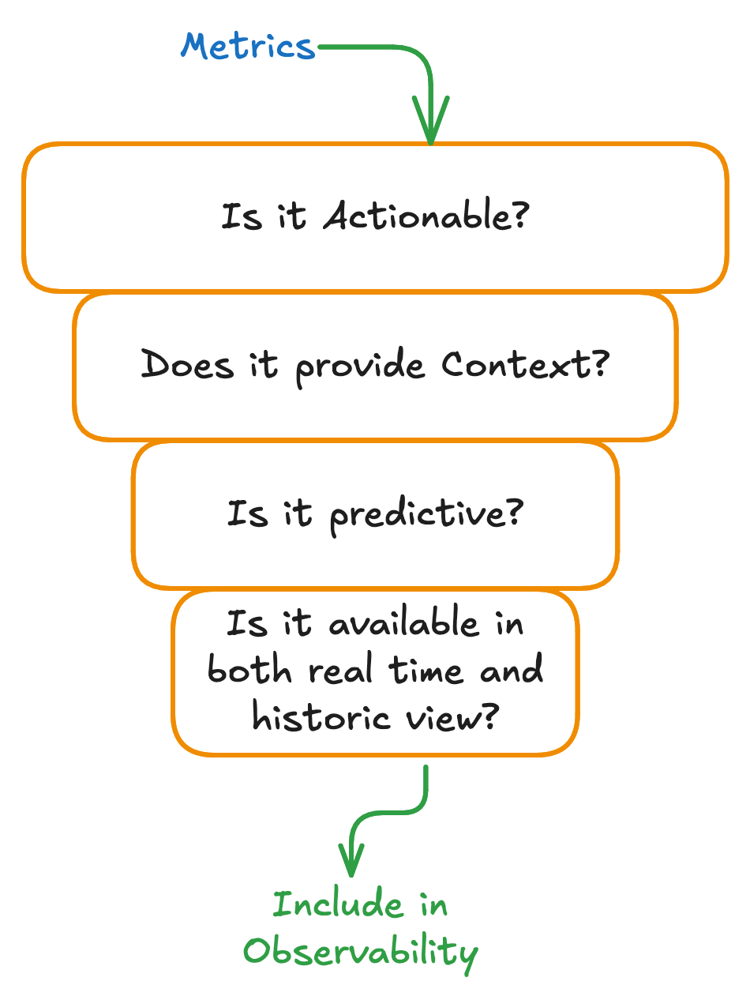 Metrics
Is it Actionable?
Does it provide Context?
Is it predictive?
Is it available in
both real time and
historic view?
Include in
Observability